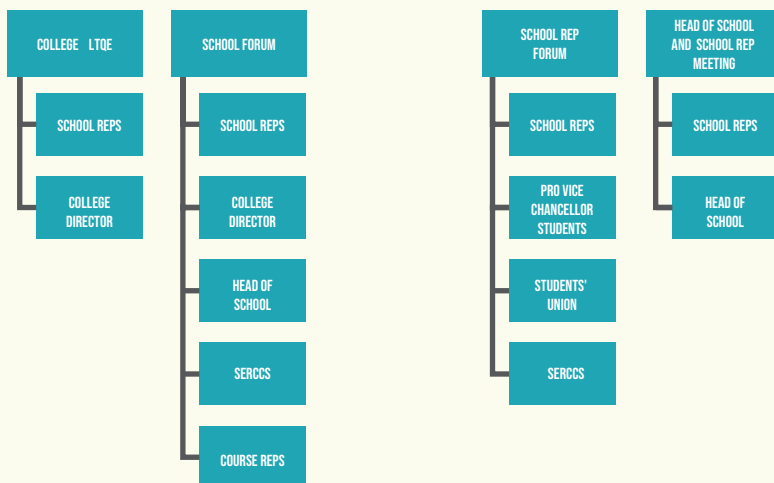 COLLEGE LTQE
SCHOOL REPS
COLLEGE
DIRECTOR
SCHOOL FORUM
SCHOOL REPS
COLLEGE
DIRECTOR
HEAD OF
SCHOOL
SERCCS
COURSE REPS
SCHOOL REP
FORUM
SCHOOL REPS
PRO VICE
CHANCELLOR
STUDENTS
STUDENTS'
UNION
SERCCS
HEAD OF SCHOOL
AND SCHOOL REP
MEETING
SCHOOL REPS
HEAD OF
SCHOOL